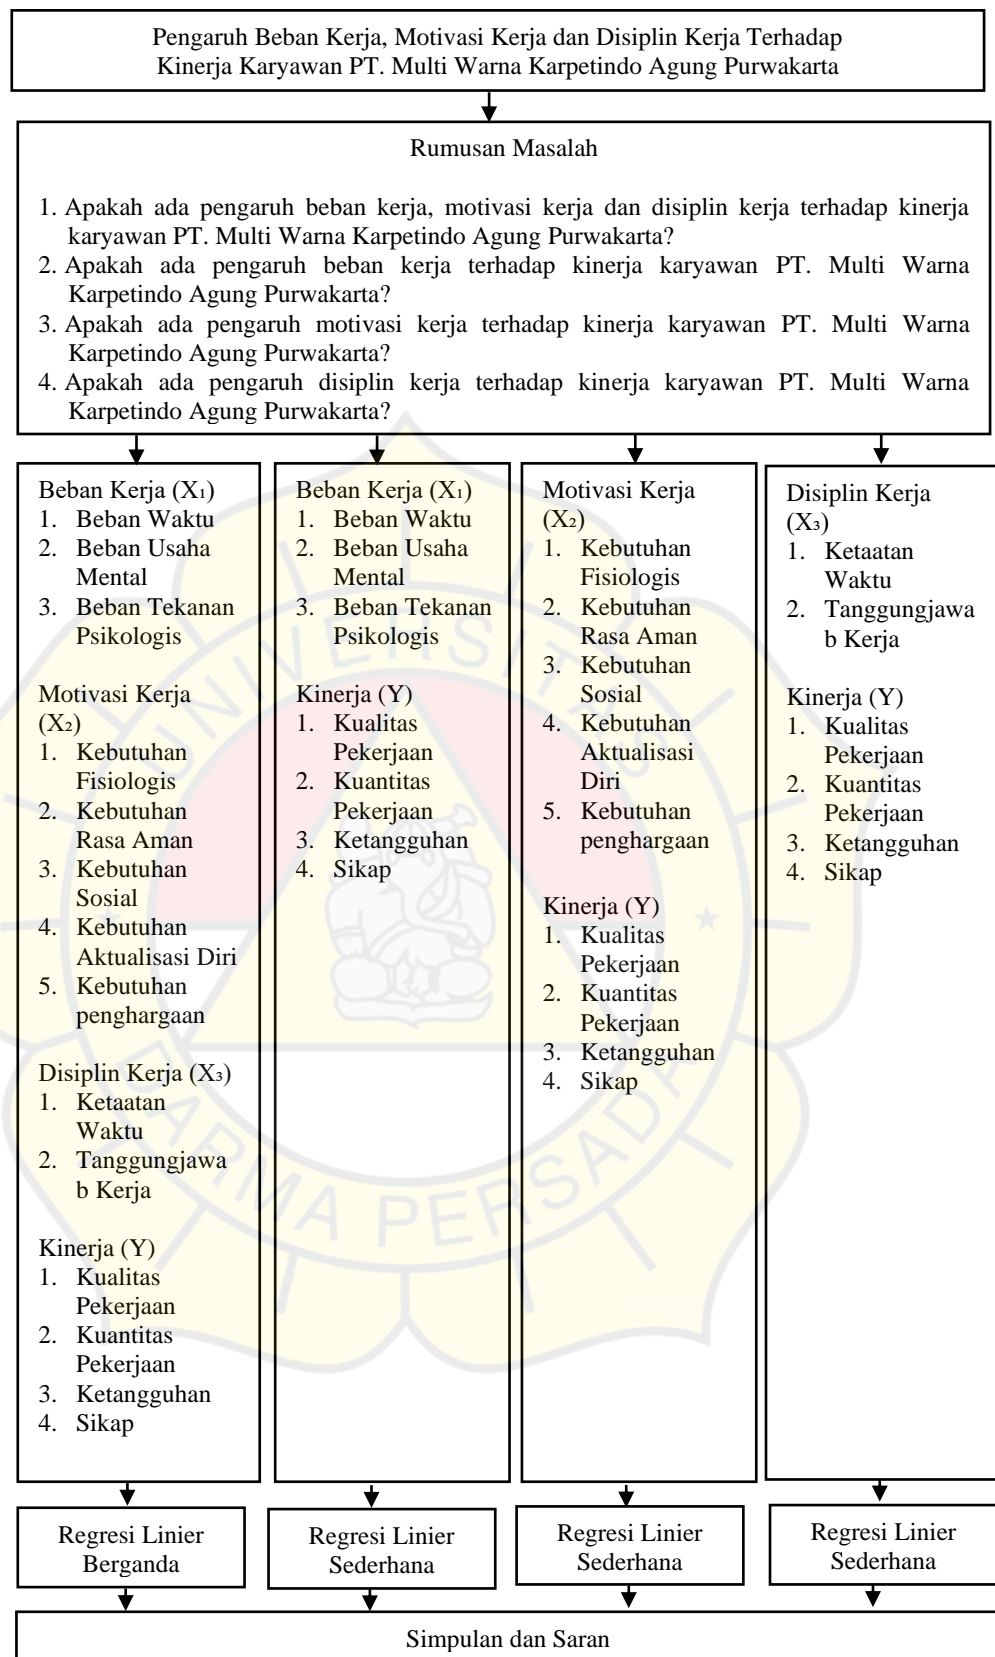 Pengaruh Beban Kerja, Motivasi Kerja dan Disiplin Kerja Terhadap
Kinerja Karyawan PT. Multi Warna Karpetindo Agung Purwakarta
Rumusan Masalah
1. Apakah ada pengaruh beban kerja, motivasi kerja dan disiplin kerja terhadap kinerja
karyawan PT. Multi Warna Karpetindo Agung Purwakarta?
2. Apakah ada pengaruh beban kerja terhadap kinerja karyawan PT. Multi Warna
Karpetindo Agung Purwakarta?
3. Apakah ada pengaruh motivasi kerja terhadap kinerja karyawan PT. Multi Warna
Karpetindo Agung Purwakarta?
4. Apakah ada pengaruh disiplin kerja terhadap kinerja karyawan PT. Multi Warna
Karpetindo Agung Purwakarta?
Beban Kerja (X₁)
1. Beban Waktu
2. Beban Usaha
Mental
3. Beban Tekanan
Psikologis
Motivasi Kerja
(X₂)
1. Kebutuhan
Fisiologis
2. Kebutuhan
Rasa Aman
3. Kebutuhan
Sosial
4. Kebutuhan
Aktualisasi Diri
5. Kebutuhan
penghargaan
Disiplin Kerja (X₃)
1. Ketaatan
Waktu
2. Tanggungjawa
b Kerja
Kinerja (Y)
1. Kualitas
Pekerjaan
2. Kuantitas
Pekerjaan
3. Ketangguhan
4. Sikap
Beban Kerja (X₁)
1. Beban Waktu
2. Beban Usaha
Mental
3. Beban Tekanan
Psikologis
Kinerja (Y)
1. Kualitas
Pekerjaan
2. Kuantitas
Pekerjaan
3. Ketangguhan
4. Sikap
Motivasi Kerja
(X₂)
1. Kebutuhan
Fisiologis
2. Kebutuhan
Rasa Aman
3. Kebutuhan
Sosial
4. Kebutuhan
Aktualisasi
Diri
5. Kebutuhan
penghargaan
Kinerja (Y)
1. Kualitas
Pekerjaan
2. Kuantitas
Pekerjaan
3. Ketangguhan
4. Sikap
Disiplin Kerja
(X₃)
1. Ketaatan
Waktu
2. Tanggungjawa
b Kerja
Kinerja (Y)
1. Kualitas
Pekerjaan
2. Kuantitas
Pekerjaan
3. Ketangguhan
4. Sikap
Regresi Linier
Berganda
Regresi Linier
Sederhana
Regresi Linier
Sederhana
Regresi Linier
Sederhana
Simpulan dan Saran
UNIVERSITAS
DARMA PERSADA